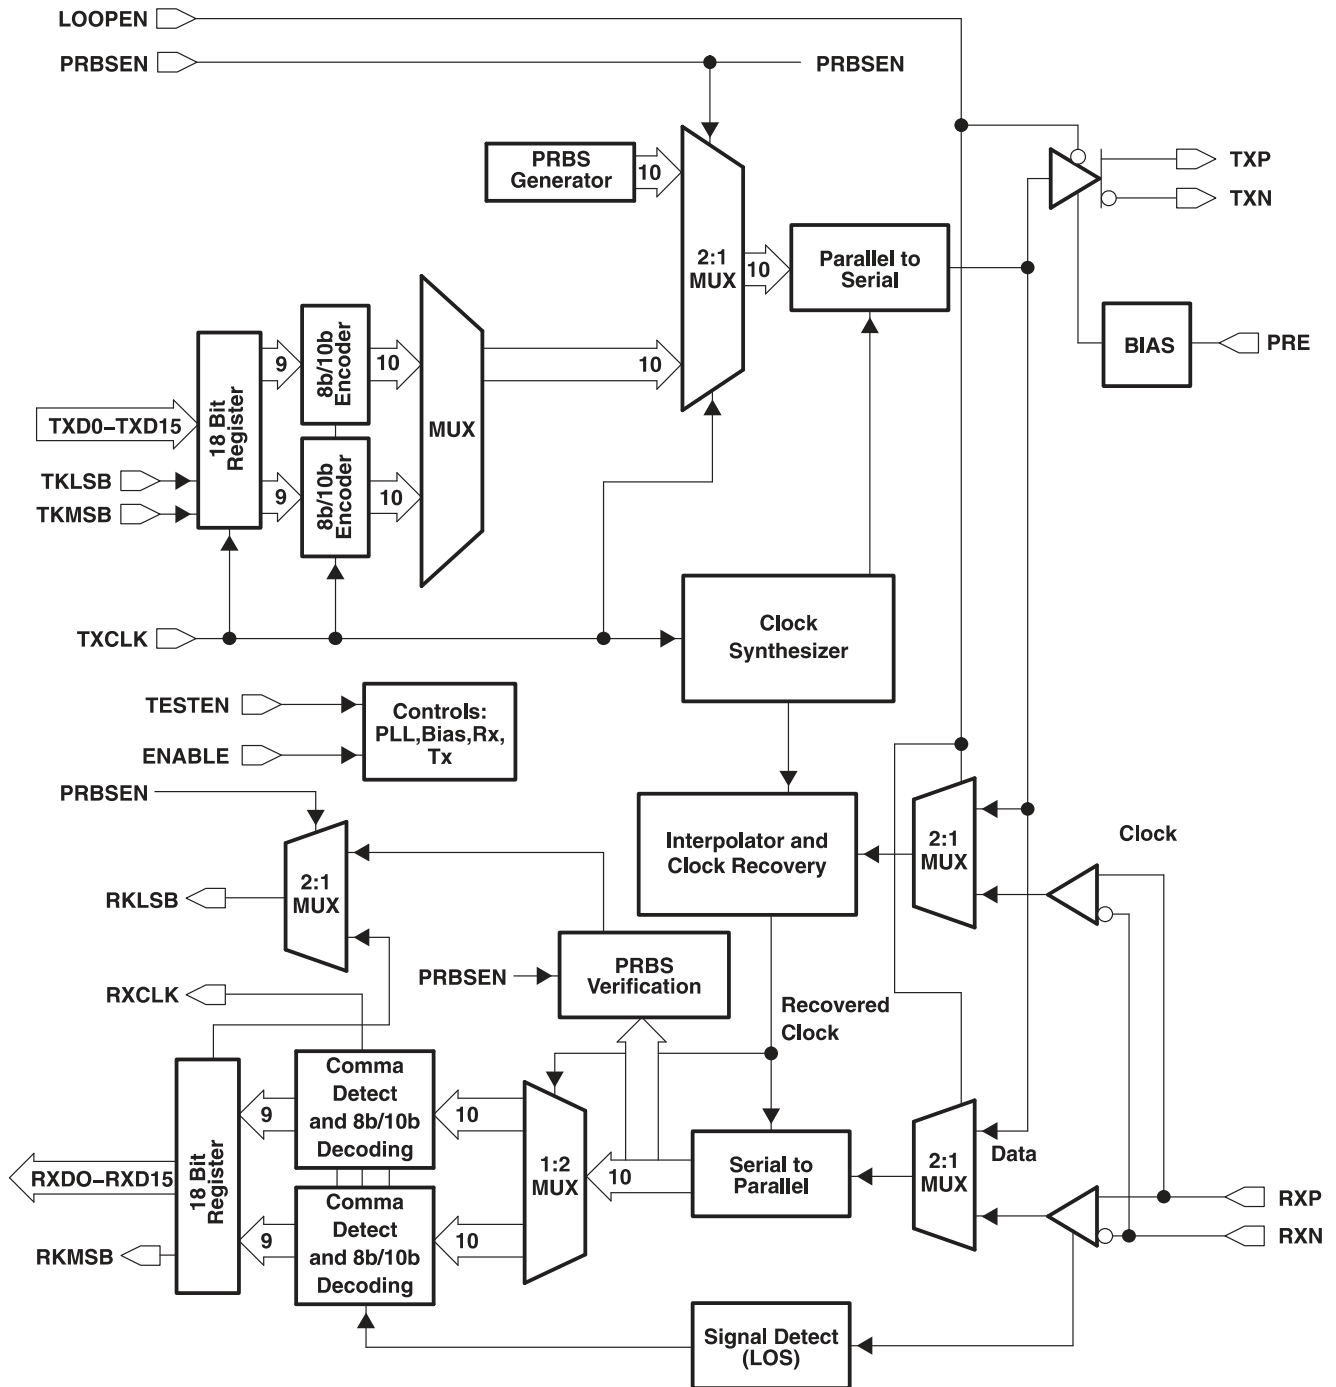 LOOPEN
PRBSEN
PRBSEN
PRBS
Generator
10
TXP
TXN
2:1
MUX
10
Parallel to
Serial
BIAS
PRE
18 Bit
Register
9
8b/10b
Encoder
10
10
MUX
TXD0–TXD15
TKLSB
TKMSB
9
8b/10b
Encoder
10
TXCLK
Clock
Synthesizer
TESTEN
ENABLE
Controls:
PLL,Bias,Rx,
Tx
PRBSEN
2:1
MUX
RKLSB
Interpolator and
Clock Recovery
2:1
MUX
Clock
PRBSEN
PRBS
Verification
RXCLK
Recovered
Clock
Comma
Detect
and 8b/10b
Decoding
9
10
18 Bit
Register
RXDO–RXD15
1:2
MUX
10
Serial to
Parallel
2:1
MUX
Data
RXP
RXN
Comma
Detect
and 8b/10b
Decoding
9
10
RKMSB
Signal Detect
(LOS)